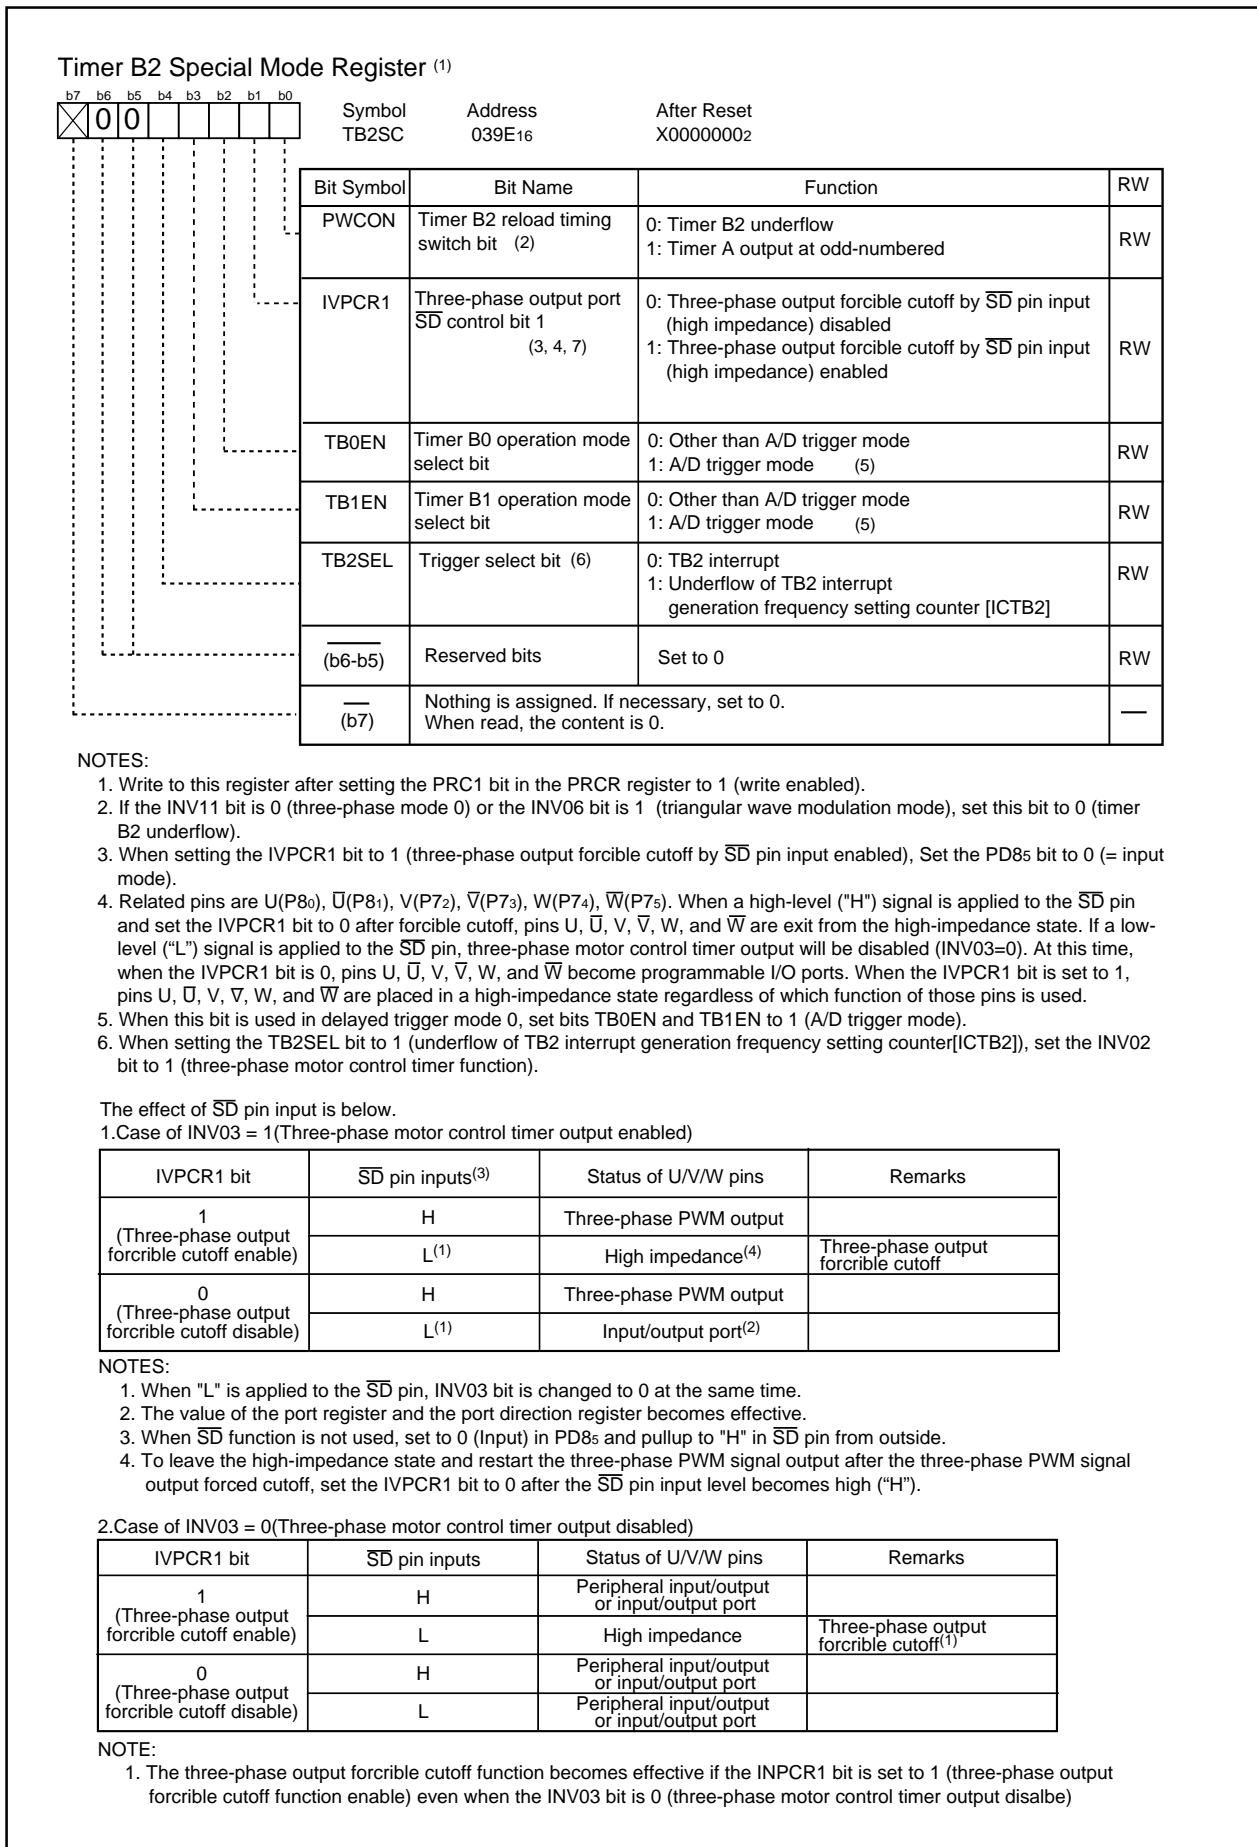 Timer B2 Special Mode Register (1)
b7 b6 b5 b4 b3 b2 b1 b0
0 0
Symbol Address After Reset
TB2SC 039E16 X00000002
Bit Symbol Bit Name Function RW
PWCON Timer B2 reload timing switch bit (2) 0: Timer B2 underflow
1: Timer A output at odd-numbered RW
IVPCR1 Three-phase output port S̅D̅ control bit 1 (3, 4, 7) 0: Three-phase output forcible cutoff by S̅D̅ pin input
(high impedance) disabled
1: Three-phase output forcible cutoff by S̅D̅ pin input
(high impedance) enabled RW
TB0EN Timer B0 operation mode select bit 0: Other than A/D trigger mode
1: A/D trigger mode (5) RW
TB1EN Timer B1 operation mode select bit 0: Other than A/D trigger mode
1: A/D trigger mode (5) RW
TB2SEL Trigger select bit (6) 0: TB2 interrupt
1: Underflow of TB2 interrupt
generation frequency setting counter [ICTB2] RW
— (b6-b5) Reserved bits Set to 0 RW
— (b7) Nothing is assigned. If necessary, set to 0.
When read, the content is 0. —
NOTES:
1. Write to this register after setting the PRC1 bit in the PRCR register to 1 (write enabled).
2. If the INV11 bit is 0 (three-phase mode 0) or the INV06 bit is 1 (triangular wave modulation mode), set this bit to 0 (timer
B2 underflow).
3. When setting the IVPCR1 bit to 1 (three-phase output forcible cutoff by S̅D̅ pin input enabled), Set the PD85 bit to 0 (= input
mode).
4. Related pins are U(P80), U̅(P81), V(P72), V̅(P73), W(P74), W̅(P75). When a high-level ("H") signal is applied to the S̅D̅ pin
and set the IVPCR1 bit to 0 after forcible cutoff, pins U, U̅, V, V̅, W, and W̅ are exit from the high-impedance state. If a low-
level (“L”) signal is applied to the S̅D̅ pin, three-phase motor control timer output will be disabled (INV03=0). At this time,
when the IVPCR1 bit is 0, pins U, U̅, V, V̅, W, and W̅ become programmable I/O ports. When the IVPCR1 bit is set to 1,
pins U, U̅, V, V̅, W, and W̅ are placed in a high-impedance state regardless of which function of those pins is used.
5. When this bit is used in delayed trigger mode 0, set bits TB0EN and TB1EN to 1 (A/D trigger mode).
6. When setting the TB2SEL bit to 1 (underflow of TB2 interrupt generation frequency setting counter[ICTB2]), set the INV02
bit to 1 (three-phase motor control timer function).
The effect of S̅D̅ pin input is below.
1.Case of INV03 = 1(Three-phase motor control timer output enabled)
IVPCR1 bit S̅D̅ pin inputs(3) Status of U/V/W pins Remarks
1
(Three-phase output
forcrible cutoff enable)
H Three-phase PWM output
L(1) High impedance(4) Three-phase output
forcrible cutoff
0
(Three-phase output
forcrible cutoff disable)
H Three-phase PWM output
L(1) Input/output port(2)
NOTES:
1. When "L" is applied to the S̅D̅ pin, INV03 bit is changed to 0 at the same time.
2. The value of the port register and the port direction register becomes effective.
3. When S̅D̅ function is not used, set to 0 (Input) in PD85 and pullup to "H" in S̅D̅ pin from outside.
4. To leave the high-impedance state and restart the three-phase PWM signal output after the three-phase PWM signal
output forced cutoff, set the IVPCR1 bit to 0 after the S̅D̅ pin input level becomes high (“H”).
2.Case of INV03 = 0(Three-phase motor control timer output disabled)
IVPCR1 bit S̅D̅ pin inputs Status of U/V/W pins Remarks
1
(Three-phase output
forcrible cutoff enable)
H Peripheral input/output
or input/output port
L High impedance Three-phase output
forcrible cutoff(1)
0
(Three-phase output
forcrible cutoff disable)
H Peripheral input/output
or input/output port
L Peripheral input/output
or input/output port
NOTE:
1. The three-phase output forcrible cutoff function becomes effective if the INPCR1 bit is set to 1 (three-phase output
forcrible cutoff function enable) even when the INV03 bit is 0 (three-phase motor control timer output disalbe)